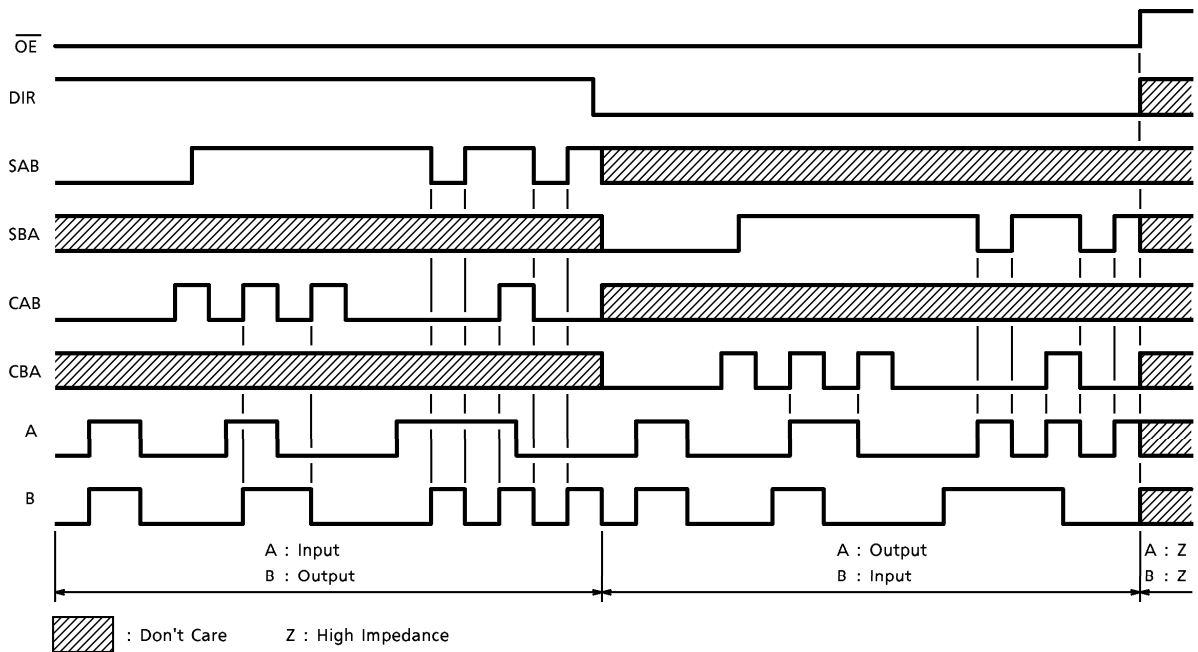 OE
DIR
SAB
SBA
CAB
CBA
A
B
A : Input
B : Output
A : Output
B : Input
A : Z
B : Z
: Don't Care
Z : High Impedance